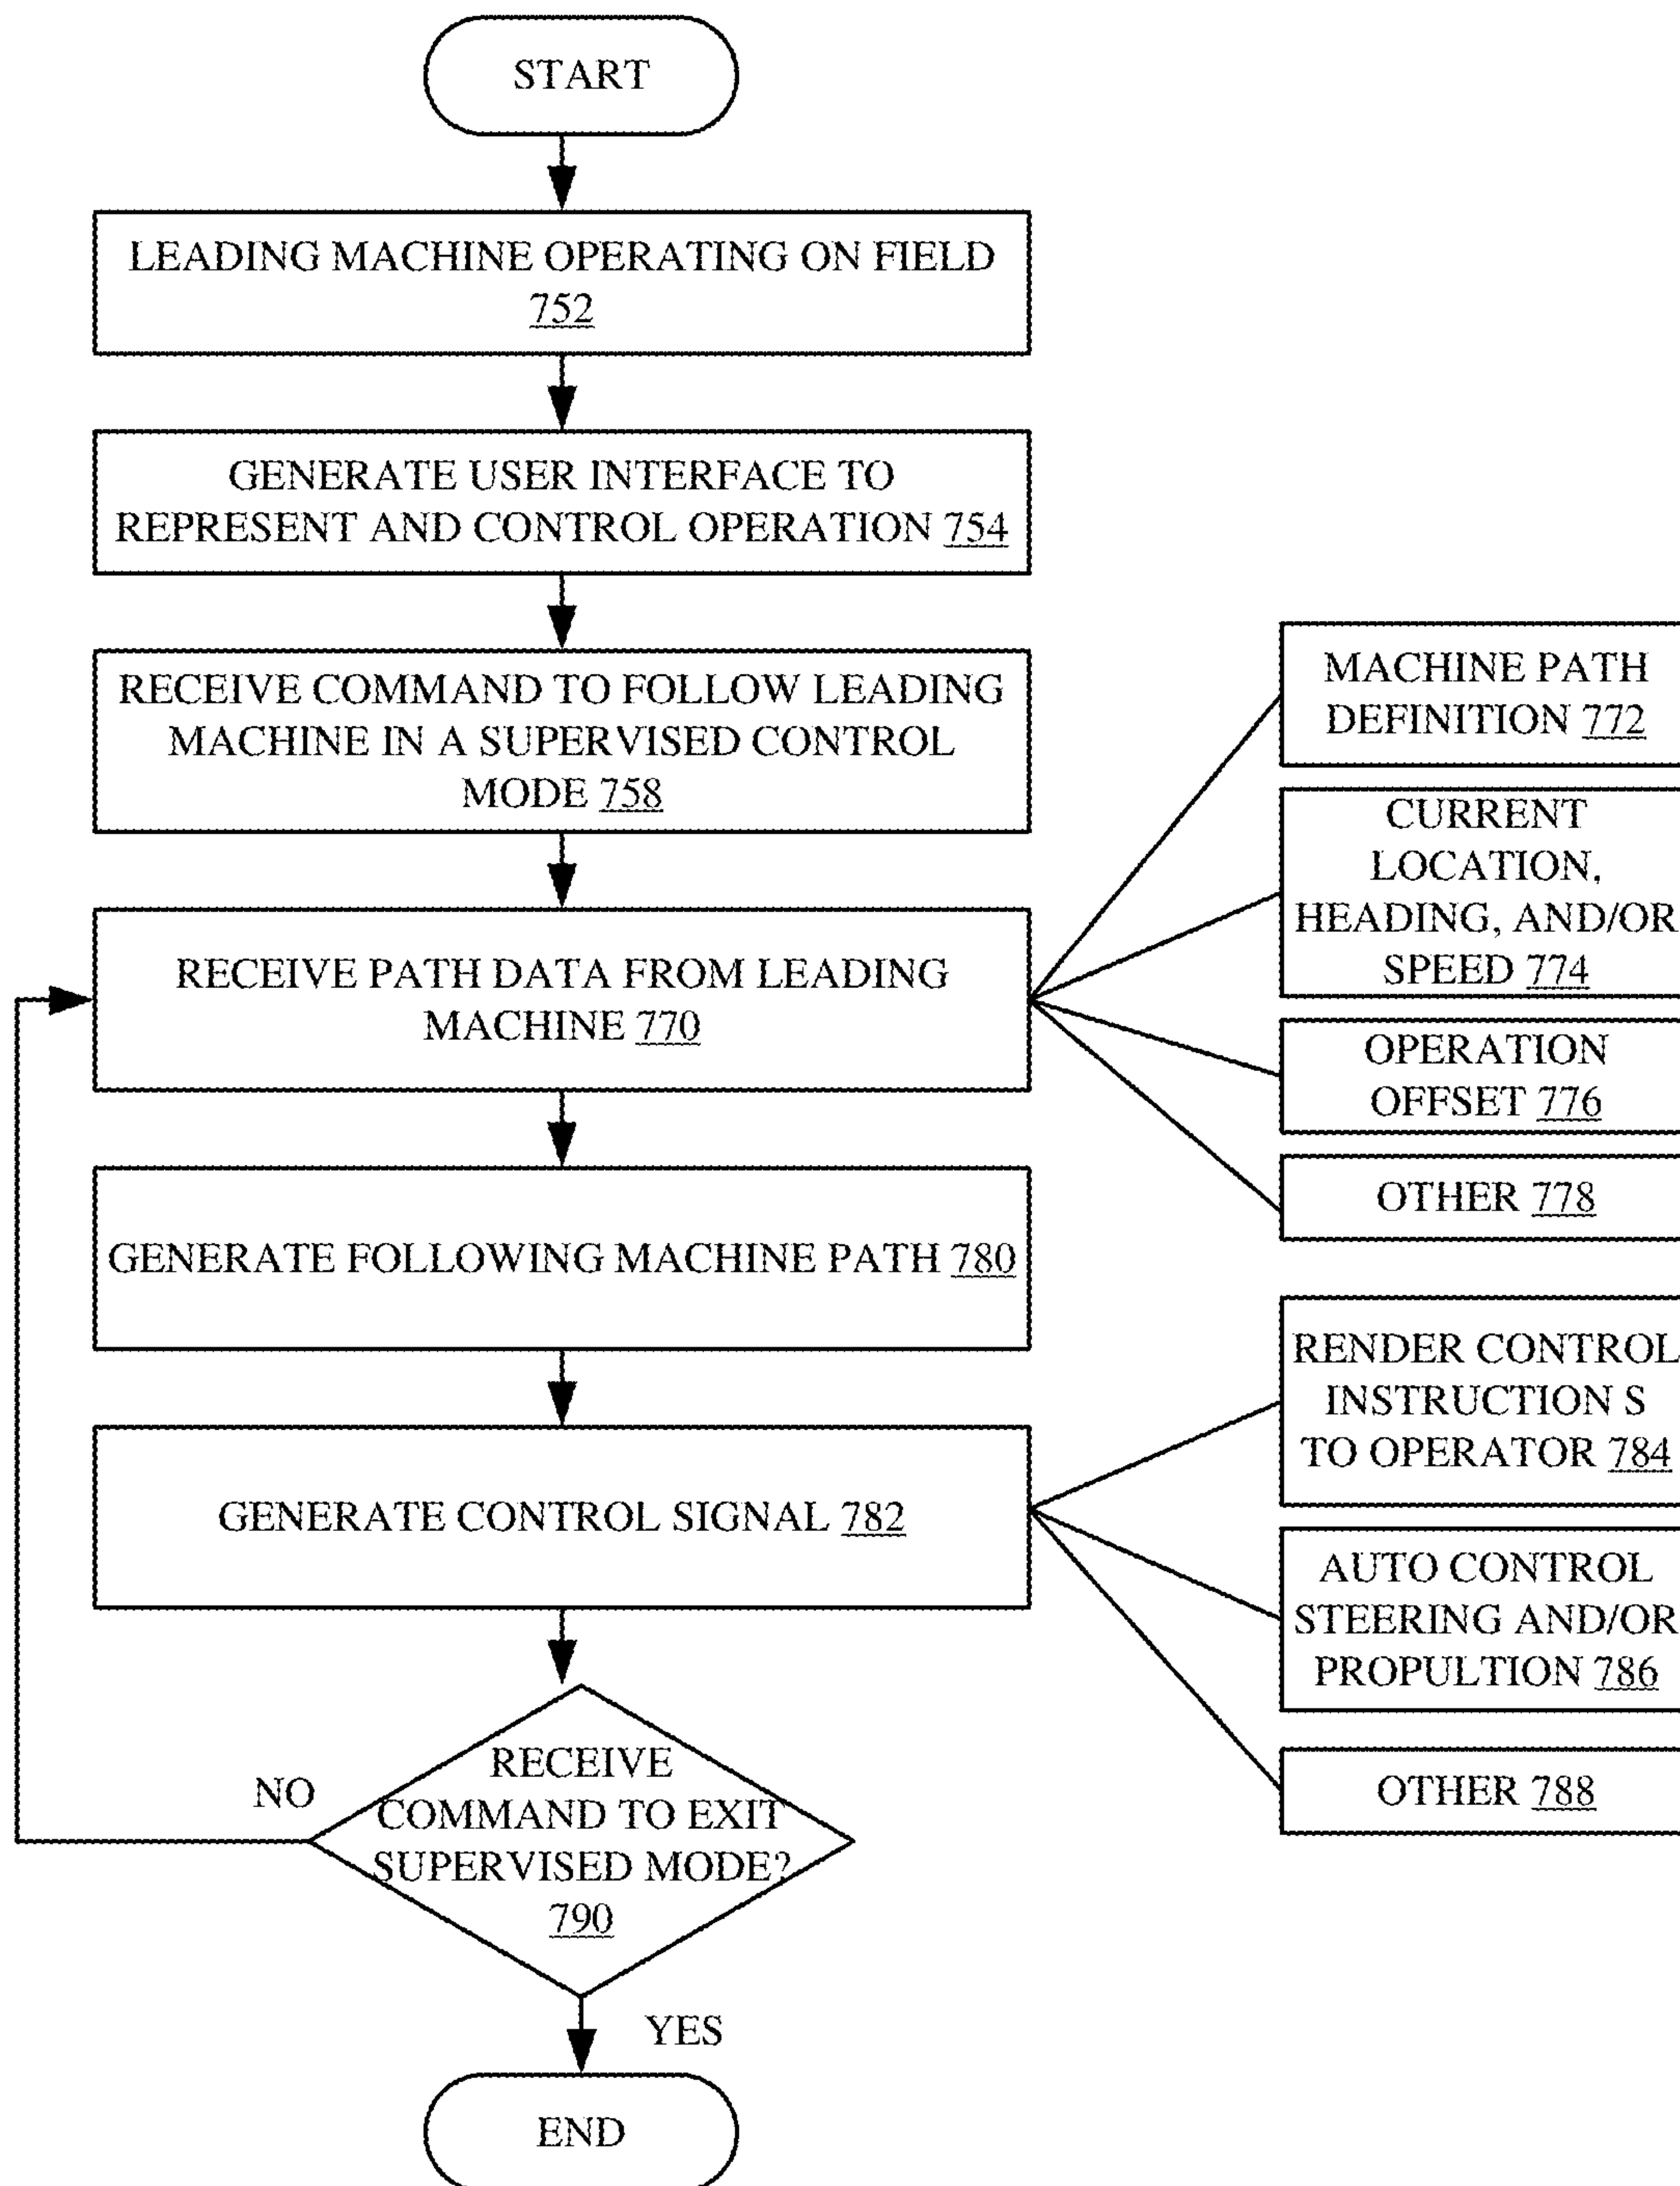 START
LEADING MACHINE OPERATING ON FIELD
752
GENERATE USER INTERFACE TO
REPRESENT AND CONTROL OPERATION 754
RECEIVE COMMAND TO FOLLOW LEADING
MACHINE IN A SUPERVISED CONTROL
MODE 758
RECEIVE PATH DATA FROM LEADING
MACHINE 770
MACHINE PATH
DEFINITION 772
CURRENT
LOCATION,
HEADING, AND/OR
SPEED 774
OPERATION
OFFSET 776
OTHER 778
GENERATE FOLLOWING MACHINE PATH 780
GENERATE CONTROL SIGNAL 782
RENDER CONTROL
INSTRUCTION S
TO OPERATOR 784
AUTO CONTROL
STEERING AND/OR
PROPULTION 786
OTHER 788
RECEIVE
COMMAND TO EXIT
SUPERVISED MODE?
790
NO
YES
END